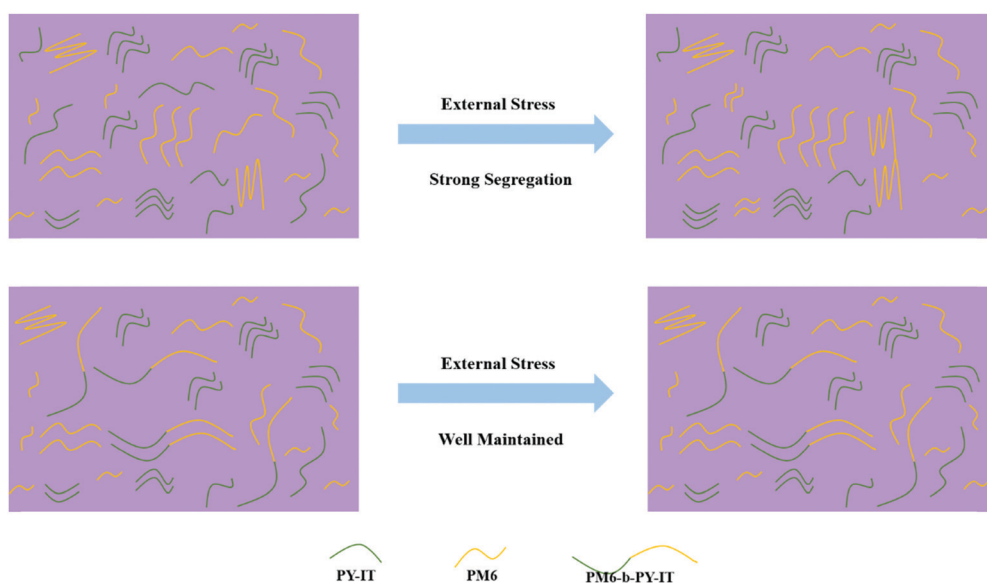 External Stress
Strong Segregation
External Stress
Well Maintained
PY-IT
PM6
PM6-b-PY-IT